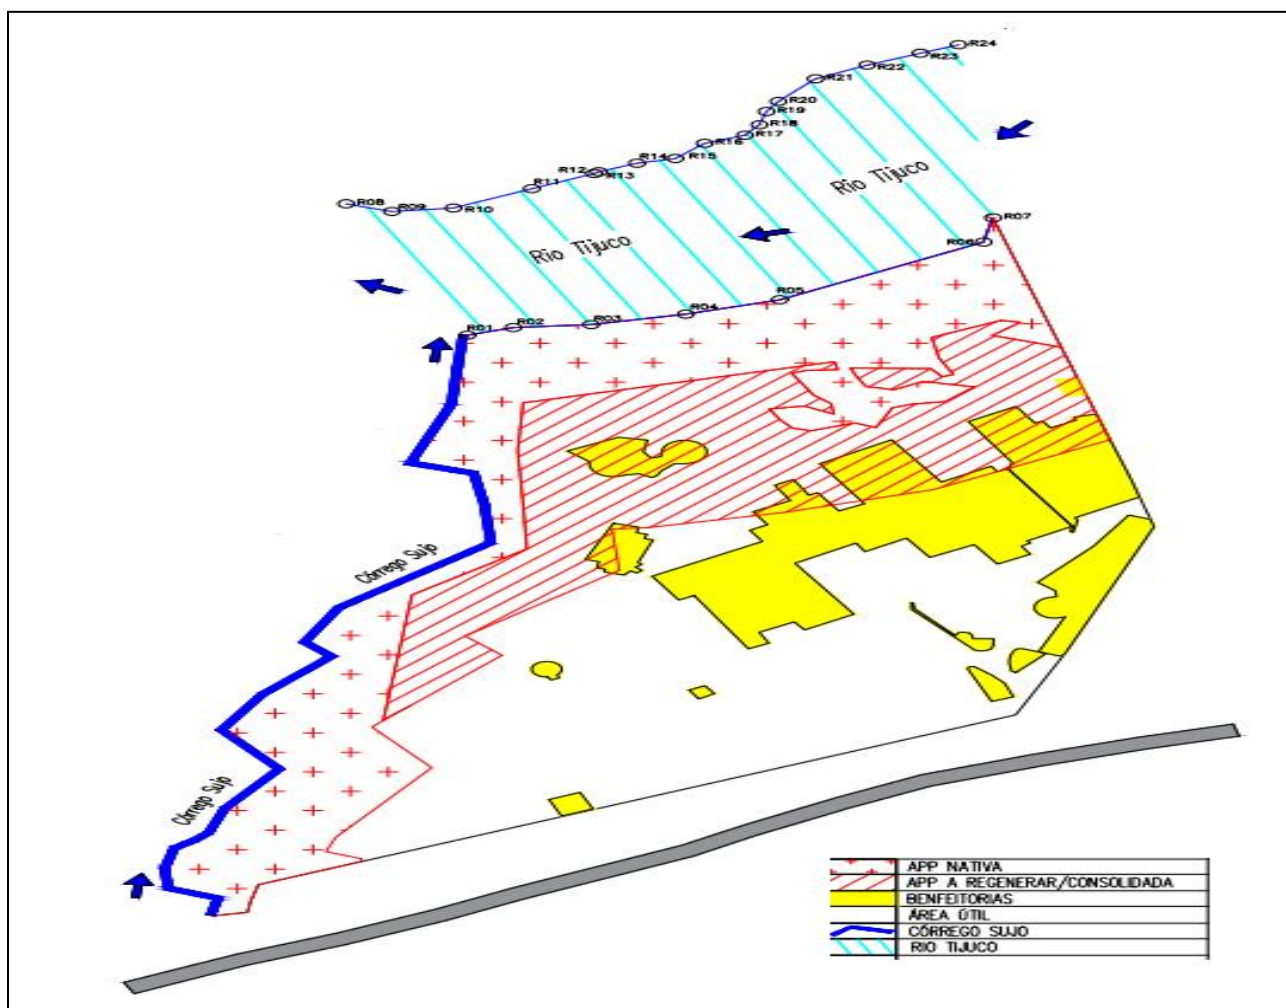 R24
R23
R22
R21
R20
R19
R18
R17
R16
R15
R14
R12
R13
R11
R10
R09
R08
Rio Tijuco
Rio Tijuco
R07
R06
R05
R04
R03
R02
R01
Córrego Sujo
Córrego Sujo
APP NATIVA
APP A REGENERAR/CONSOLIDADA
BENFEITORIAS
ÁREA ÚTIL
CÓRREGO SUJO
RIO TIJUCO